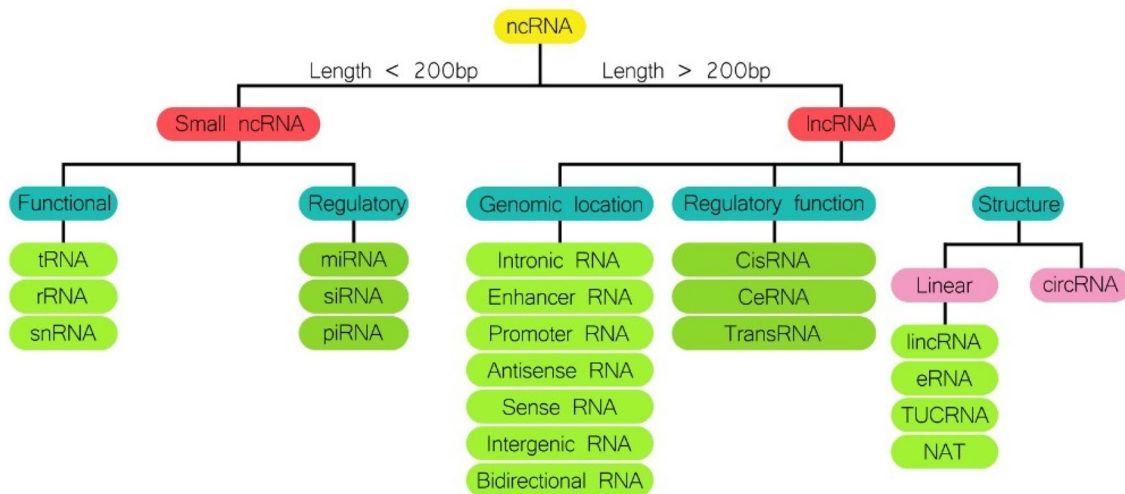 ncRNA
Length < 200bp
Length > 200bp
Small ncRNA
lncRNA
Functional
Regulatory
Genomic location
Regulatory function
Structure
tRNA
rRNA
snRNA
miRNA
siRNA
piRNA
Intronic RNA
Enhancer RNA
Promoter RNA
Antisense RNA
Sense RNA
Intergenic RNA
Bidirectional RNA
CisRNA
CeRNA
TransRNA
Linear
circRNA
lincRNA
eRNA
TUCRNA
NAT